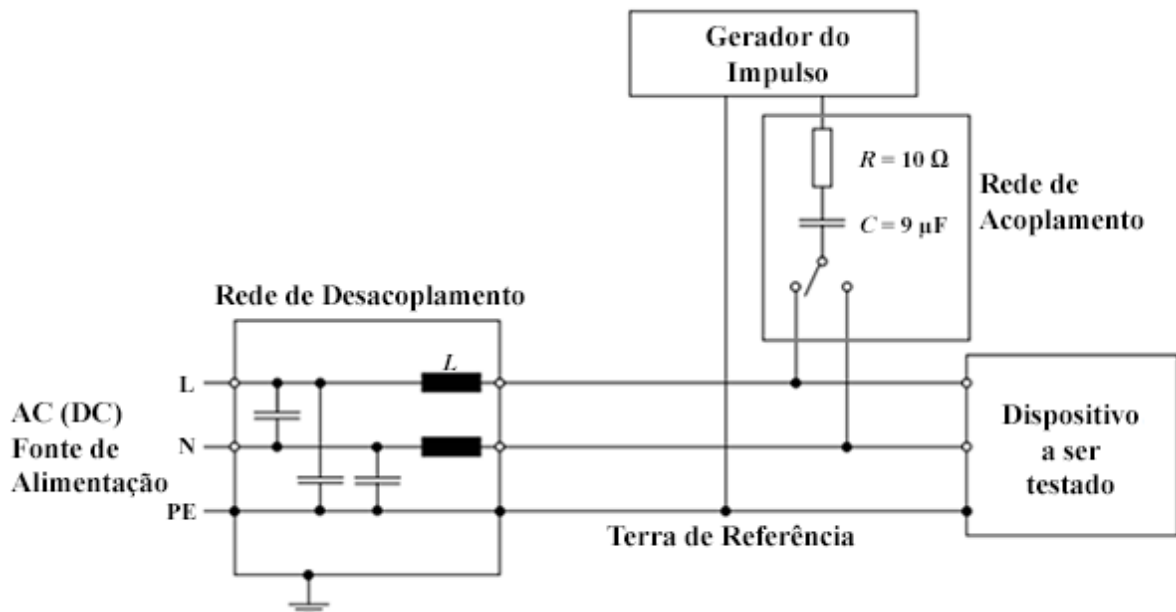 Gerador do
Impulso
R = 10 Ω
C = 9 µF
Rede de
Acoplamento
Rede de Desacoplamento
L
L
AC (DC)
Fonte de
Alimentação
N
PE
Dispositivo
a ser
testado
Terra de Referência